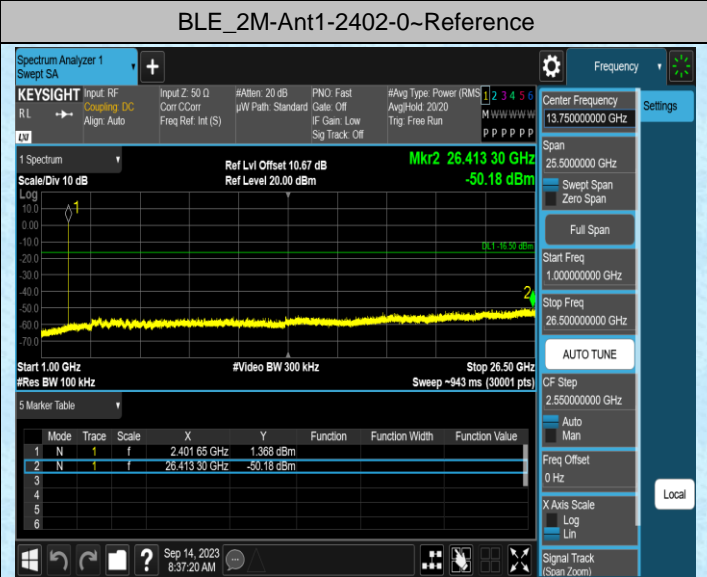 BLE_2M-Ant1-2402-0~Reference
Spectrum Analyzer 1
Swept SA
Frequency
KEYSIGHT
RL
LXI
Input: RF
Coupling: DC
Align: Auto
Input Z: 50 Ω
Corr CCorr
Freq Ref: Int (S)
#Atten: 20 dB
µW Path: Standard
PNO: Fast
Gate: Off
IF Gain: Low
Sig Track: Off
#Avg Type: Power (RMS
Avg|Hold: 20/20
Trig: Free Run
1 2 3 4 5 6
M W W W W W
P P P P P P
1 Spectrum
Scale/Div 10 dB
Ref Lvl Offset 10.67 dB
Ref Level 20.00 dBm
Mkr2 26.413 30 GHz
-50.18 dBm
Log
10.0
0.00
-10.0
-20.0
-30.0
-40.0
-50.0
-60.0
-70.0
1
DL1 -16.50 dBm
2
Start 1.00 GHz
#Res BW 100 kHz
#Video BW 300 kHz
Stop 26.50 GHz
Sweep ~943 ms (30001 pts)
5 Marker Table
Mode Trace Scale X Y Function Function Width Function Value
1 N 1 f 2.401 65 GHz 1.368 dBm
2 N 1 f 26.413 30 GHz -50.18 dBm
3
4
5
6
Sep 14, 2023
8:37:20 AM
Center Frequency
13.750000000 GHz
Settings
Span
25.5000000 GHz
Swept Span
Zero Span
Full Span
Start Freq
1.000000000 GHz
Stop Freq
26.500000000 GHz
AUTO TUNE
CF Step
2.550000000 GHz
Auto
Man
Freq Offset
0 Hz
Local
X Axis Scale
Log
Lin
Signal Track
(Span Zoom)